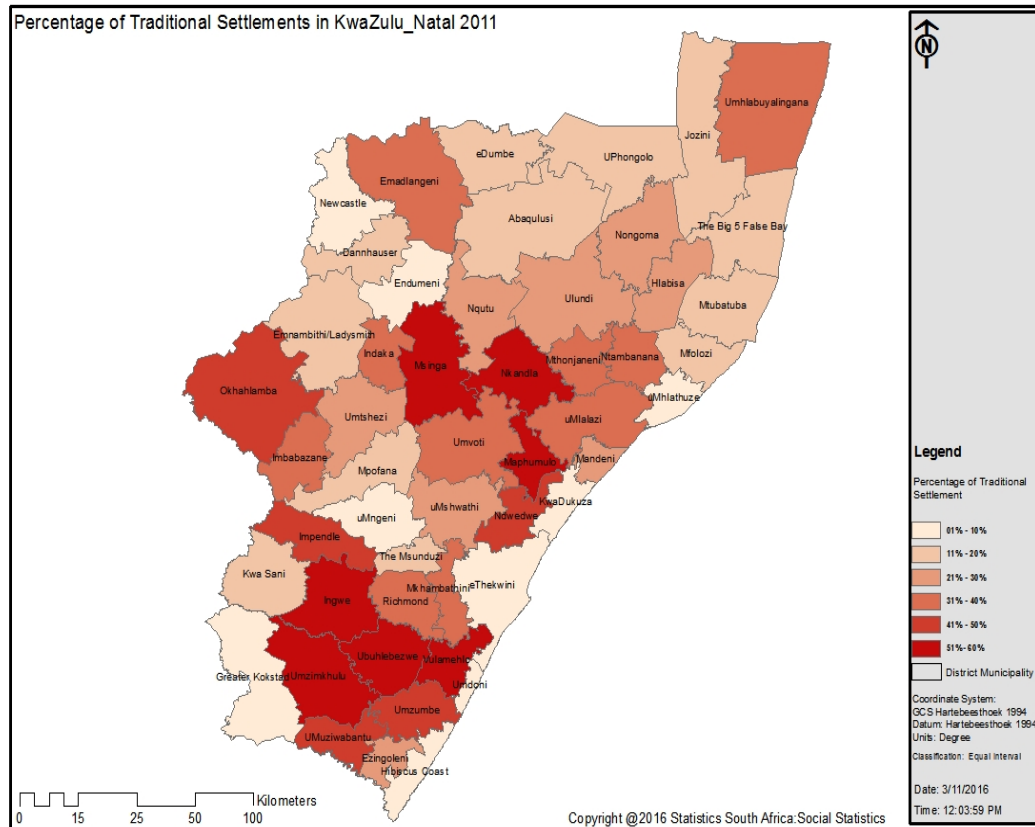 Percentage of Traditional Settlements in KwaZulu_Natal 2011
N
Umhlabuyalingana
Jozini
eDumbe
UPhongolo
Emadlangeni
Newcastle
Abaqulusi
The Big 5 False Bay
Nongoma
Dannhauser
Endumeni
Hlabisa
Ulundi
Nqutu
Mtubatuba
Emnambithi/Ladysmith
Indaka
Msinga
Nkandla
Mthonjaneni
Ntambanana
Mfolozi
Okhahlamba
uMhlathuze
Umtshezi
uMlalazi
Umvoti
Imbabazane
Maphumulo
Mandeni
Mpofana
KwaDukuza
uMshwathi
Ndwedwe
uMngeni
Impendle
The Msunduzi
Kwa Sani
Mkhambathini
eThekwini
Ingwe
Richmond
Ubuhlebezwe
Vulamehlo
Greater Kokstad
Umzimkhulu
Umdoni
Umzumbe
UMuziwabantu
Ezingoleni
Hibiscus Coast
Legend
Percentage of Traditional
Settlement
01% - 10%
11% - 20%
21% - 30%
31% - 40%
41% - 50%
51% - 60%
District Municipality
Coordinate System:
GCS Hartebeesthoek 1994
Datum: Hartebeesthoek 1994
Units: Degree
Classification: Equal Interval
Date: 3/11/2016
Time: 12:03:59 PM
Kilometers
0 15 25 50 100
Copyright @2016 Statistics South Africa:Social Statistics